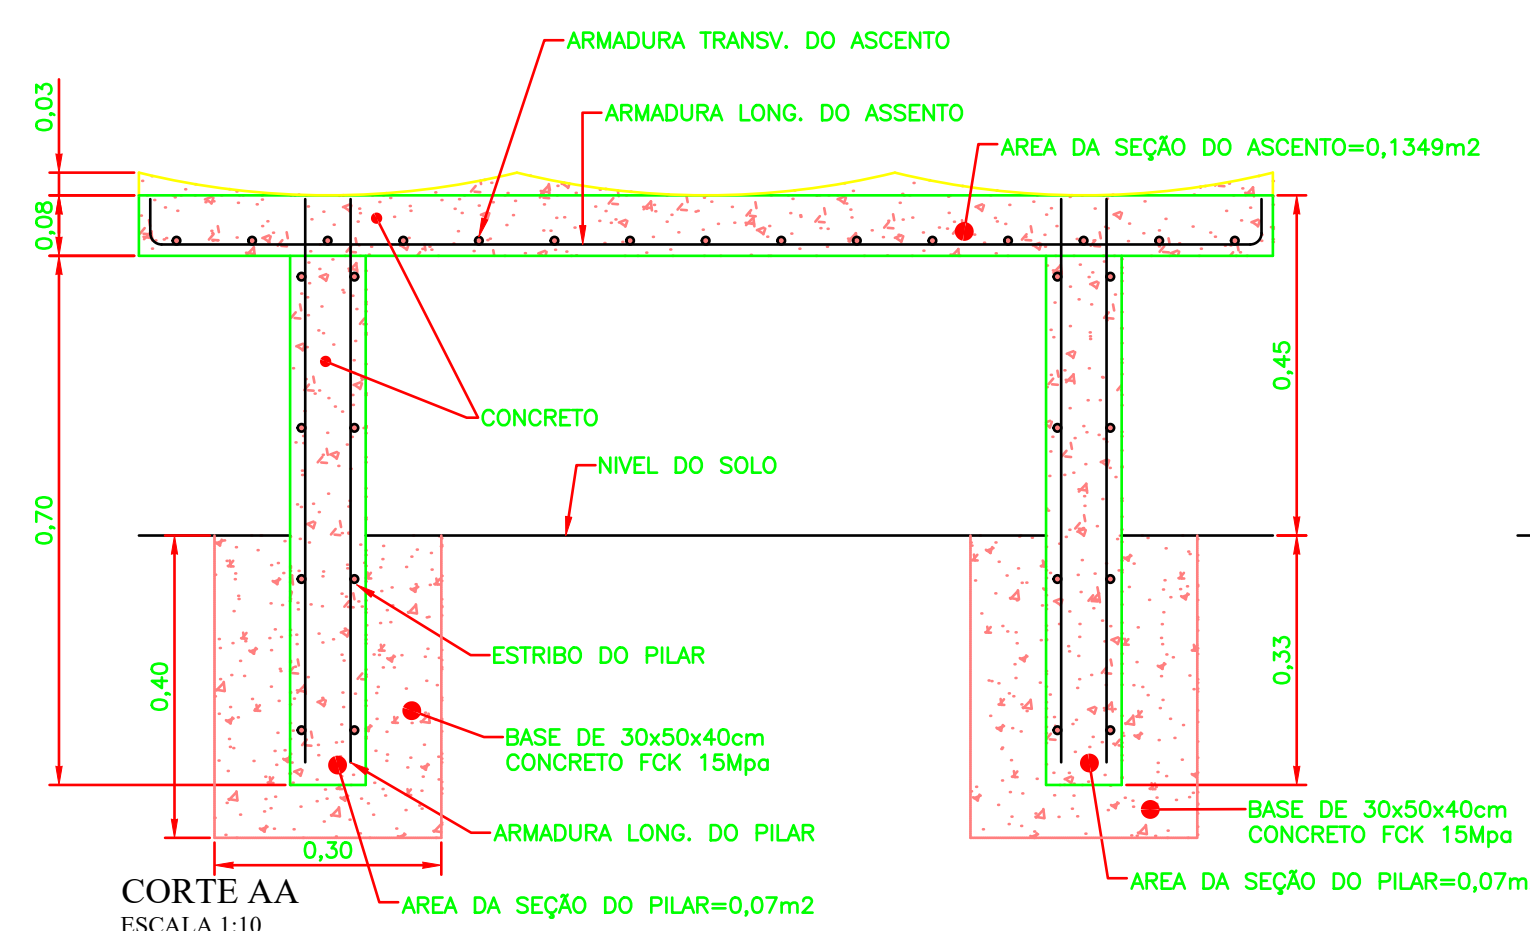 ARMADURA TRANSV. DO ASCENTO
0,03
ARMADURA LONG. DO ASSENTO
AREA DA SEÇÃO DO ASCENTO=0,1349m2
0,08
0,45
CONCRETO
NIVEL DO SOLO
0,70
ESTRIBO DO PILAR
0,40
0,33
BASE DE 30x50x40cm
CONCRETO FCK 15Mpa
BASE DE 30x50x40cm
CONCRETO FCK 15Mpa
ARMADURA LONG. DO PILAR
0,30
AREA DA SEÇÃO DO PILAR=0,07m
CORTE AA
AREA DA SEÇÃO DO PILAR=0,07m2
ESCALA 1:10